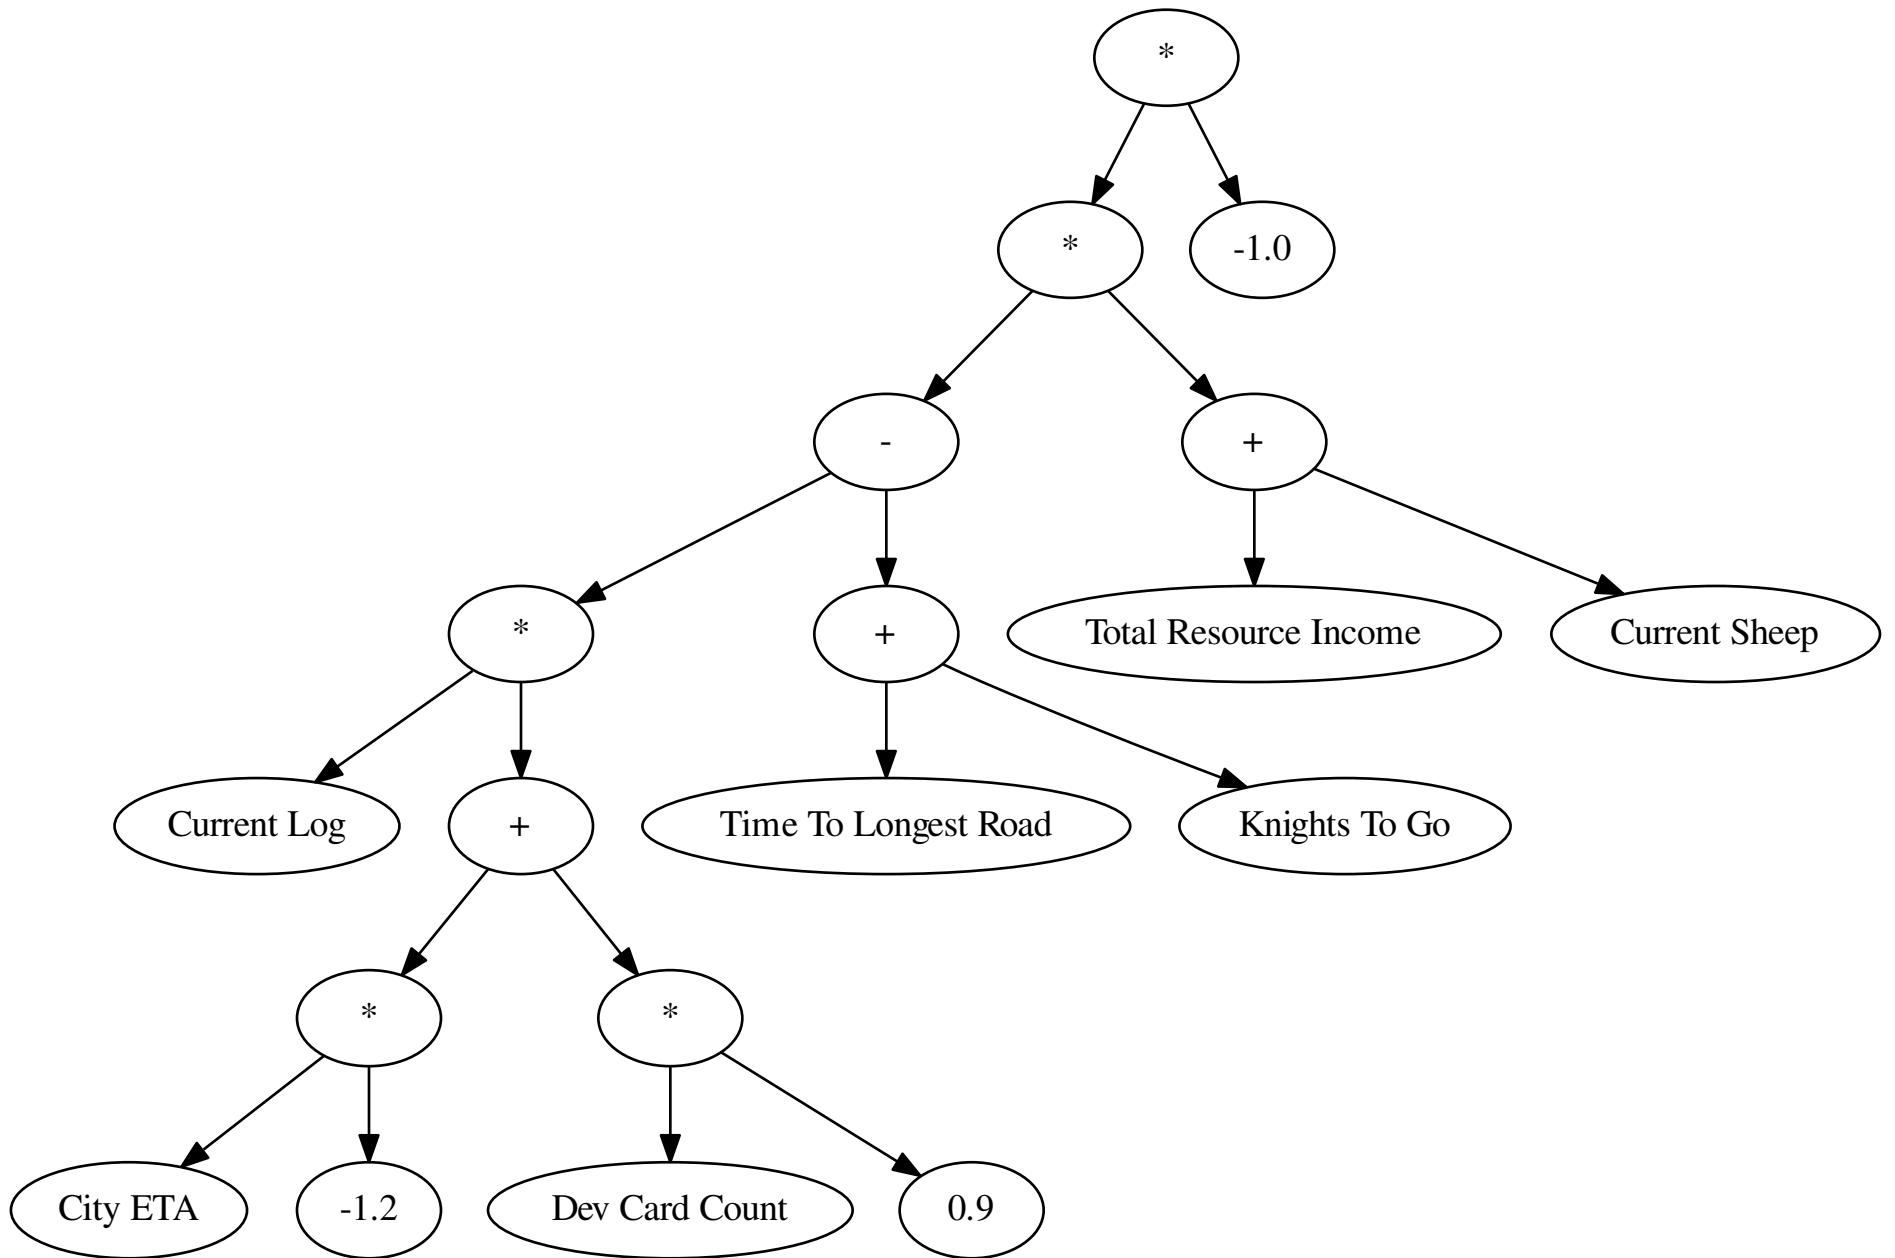 *
*
-1.0
-
+
*
+
Total Resource Income
Current Sheep
Current Log
+
Time To Longest Road
Knights To Go
*
*
City ETA
-1.2
Dev Card Count
0.9